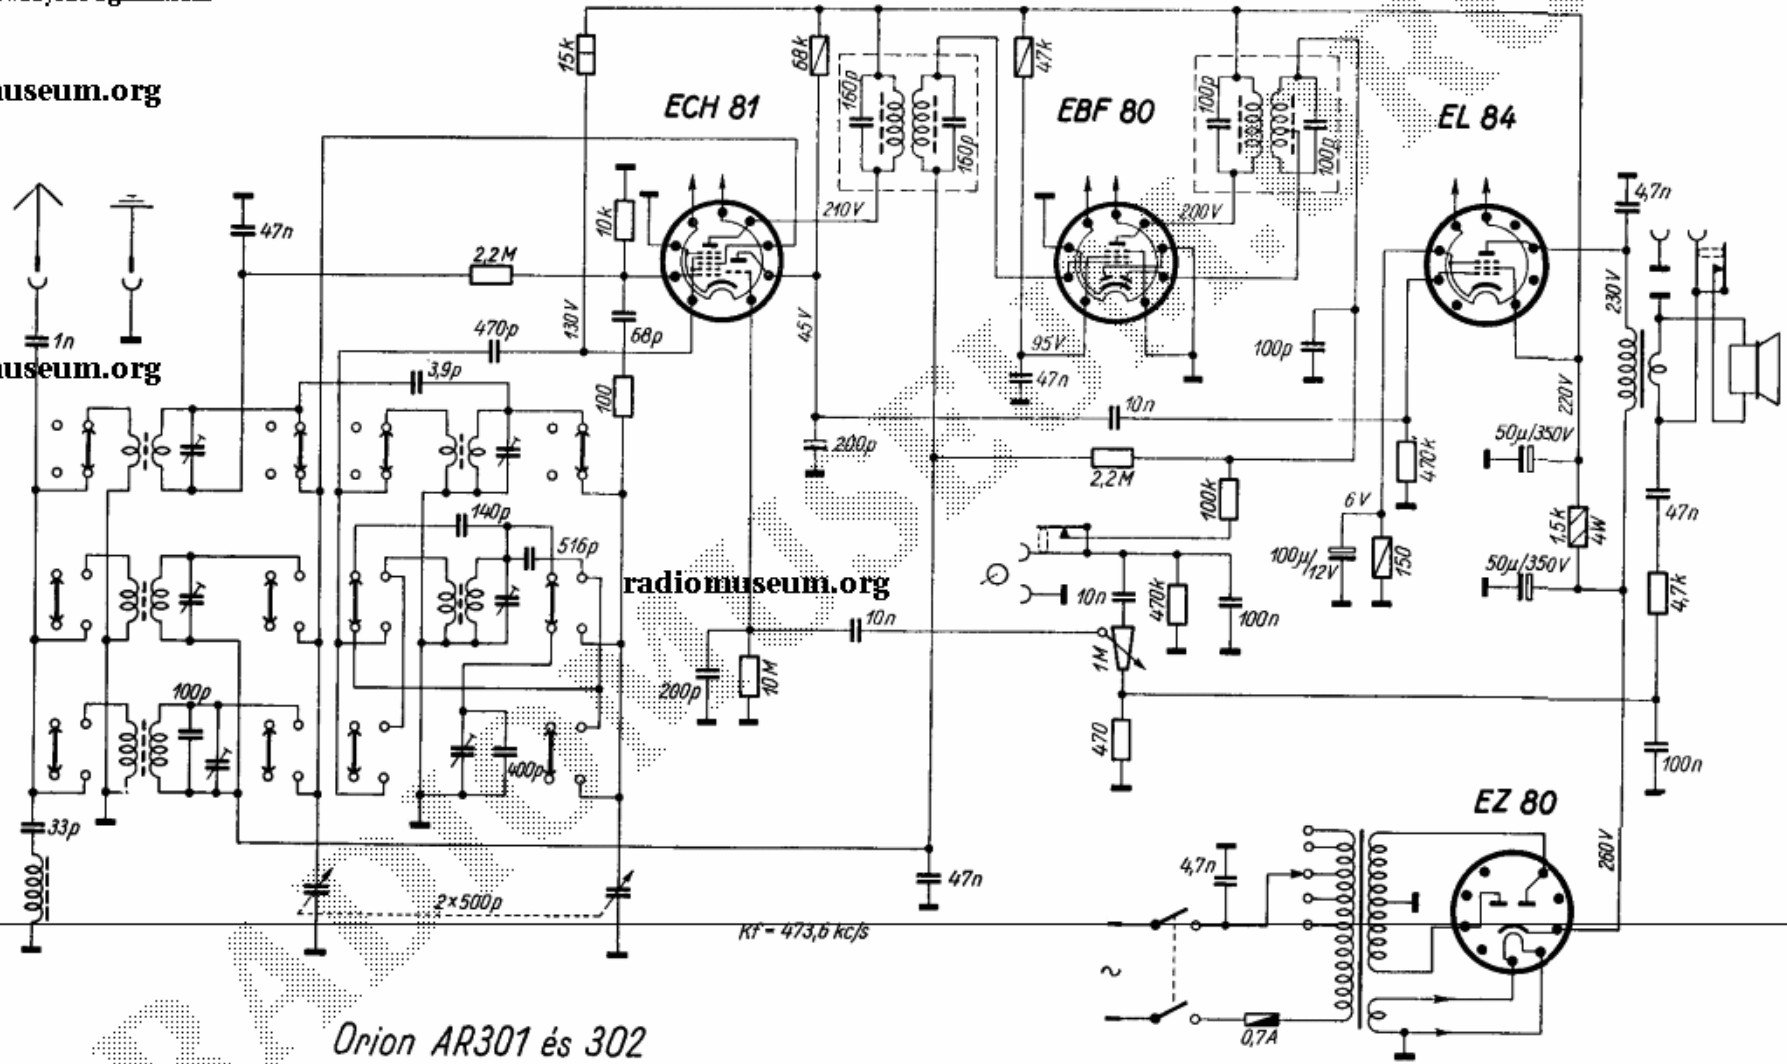 museum.org
museum.org
radiomuseum.org
RADIOMUSEUM
15k
68k
47k
ECH 81
EBF 80
EL 84
160p
160p
100p
100p
4,7n
47n
10k
2,2M
210V
200V
230V
1n
470p
130V
68p
45V
95V
47n
100p
3,9p
100
200p
10n
2,2M
470k
220V
50µ/350V
6V
100k
1,5k
4W
47n
140p
516p
100µ/12V
150
50µ/350V
10n
470k
100n
4,7k
10n
1M
100p
200p
10M
470
400p
100n
33p
EZ 80
260V
4,7n
47n
2×500p
Kf = 473,6 kc/s
~
0,7A
Orion AR301 és 302